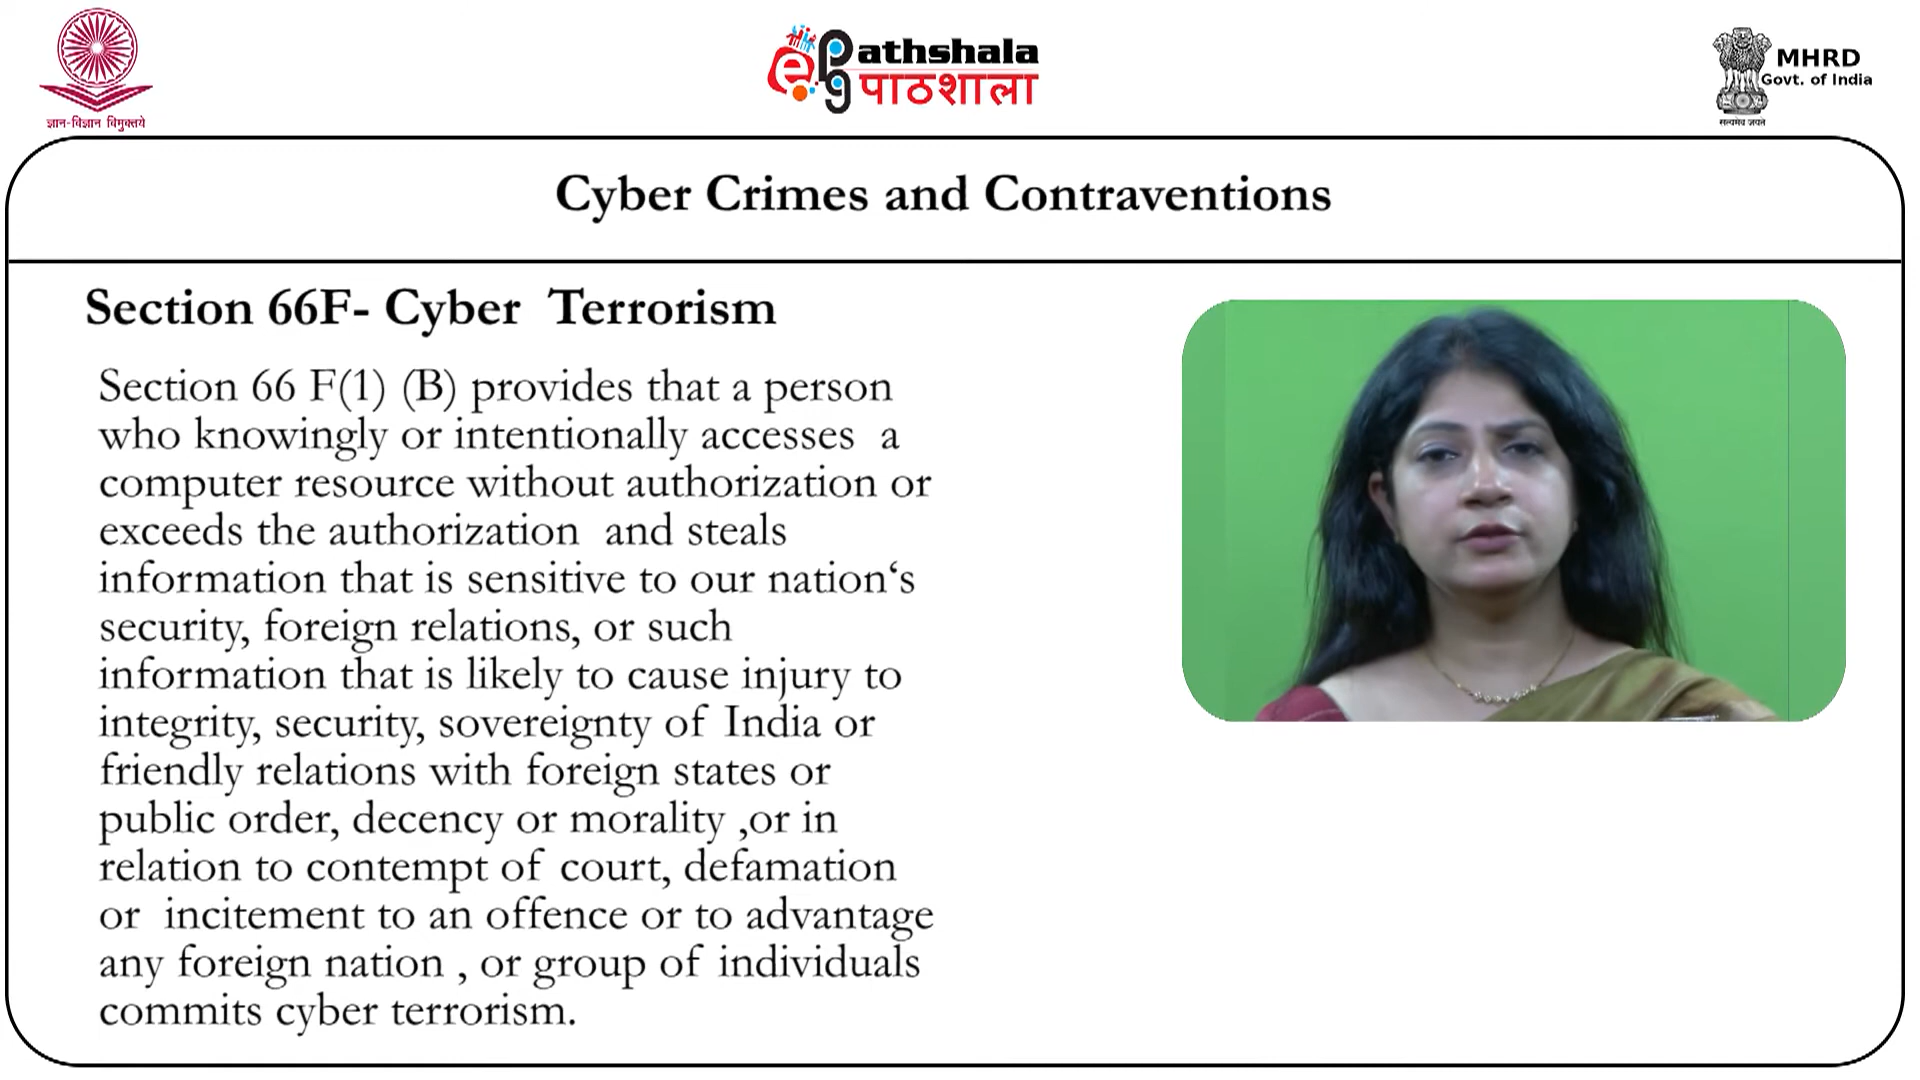 ज्ञान-विज्ञान विमुक्तये
epgathshala
पाठशाला
सत्यमेव जयते
MHRD
Govt. of India
Cyber Crimes and Contraventions
Section 66F- Cyber Terrorism
Section 66 F(1) (B) provides that a person
who knowingly or intentionally accesses a
computer resource without authorization or
exceeds the authorization and steals
information that is sensitive to our nation‘s
security, foreign relations, or such
information that is likely to cause injury to
integrity, security, sovereignty of India or
friendly relations with foreign states or
public order, decency or morality ,or in
relation to contempt of court, defamation
or incitement to an offence or to advantage
any foreign nation , or group of individuals
commits cyber terrorism.